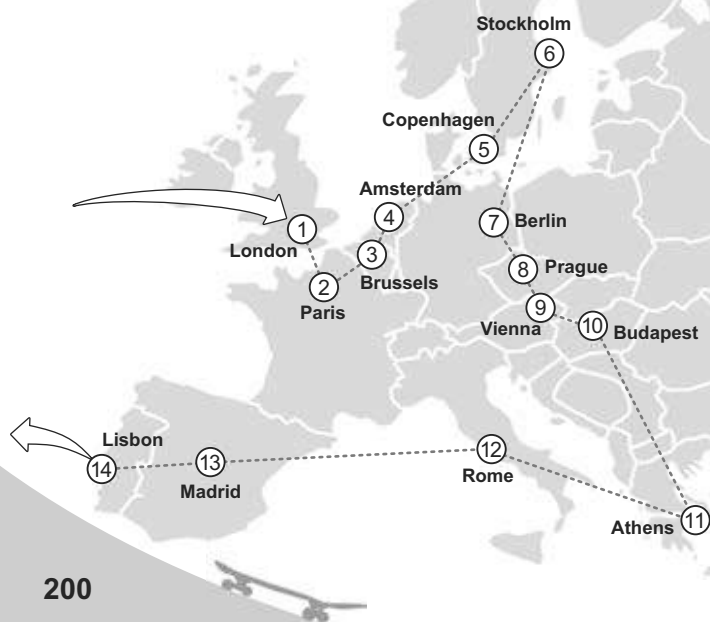 Stockholm
6
Copenhagen
5
Amsterdam
4
1
London
7 Berlin
3
Brussels
8 Prague
2
Paris
9
Vienna
10 Budapest
Lisbon
14
13
Madrid
12
Rome
11
Athens
200